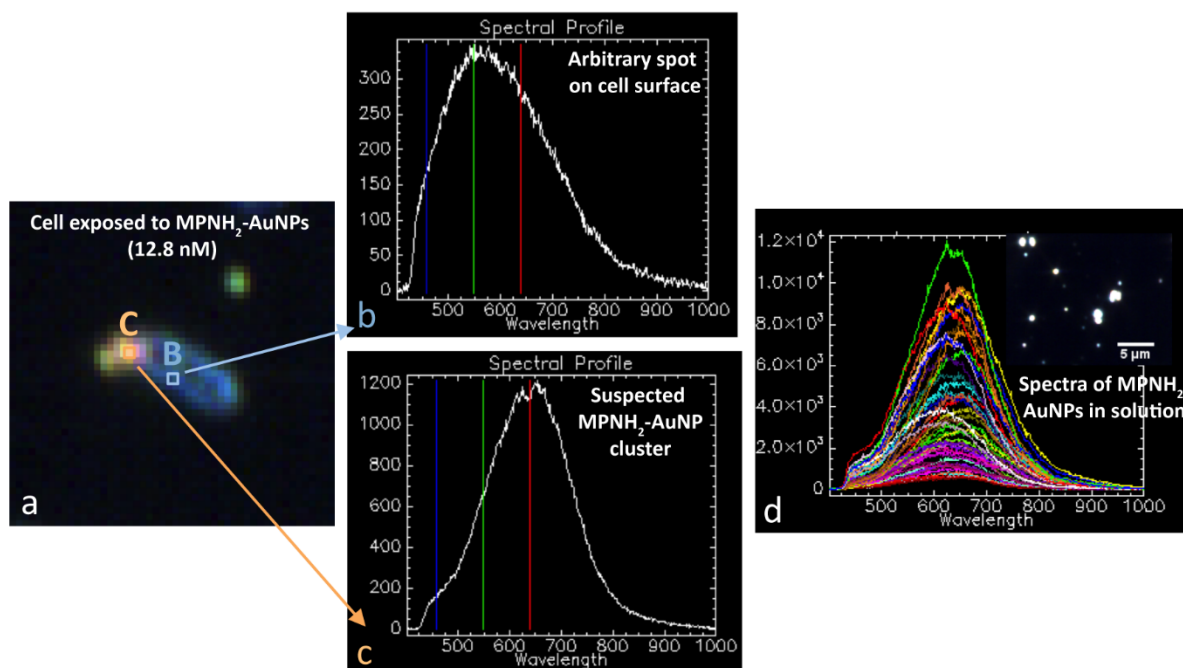 Cell exposed to MPNH₂-AuNPs
(12.8 nM)
C
B
a
Spectral Profile
Arbitrary spot
on cell surface
300
250
200
150
100
50
0
500 600 700 800 900 1000
Wavelength
b
Spectral Profile
Suspected
MPNH₂-AuNP
cluster
1200
1000
800
600
400
200
0
500 600 700 800 900 1000
Wavelength
c
1.2×10⁴
1.0×10⁴
8.0×10³
6.0×10³
4.0×10³
2.0×10³
0
5 µm
Spectra of MPNH₂
AuNPs in solution
500 600 700 800 900 1000
Wavelength
d